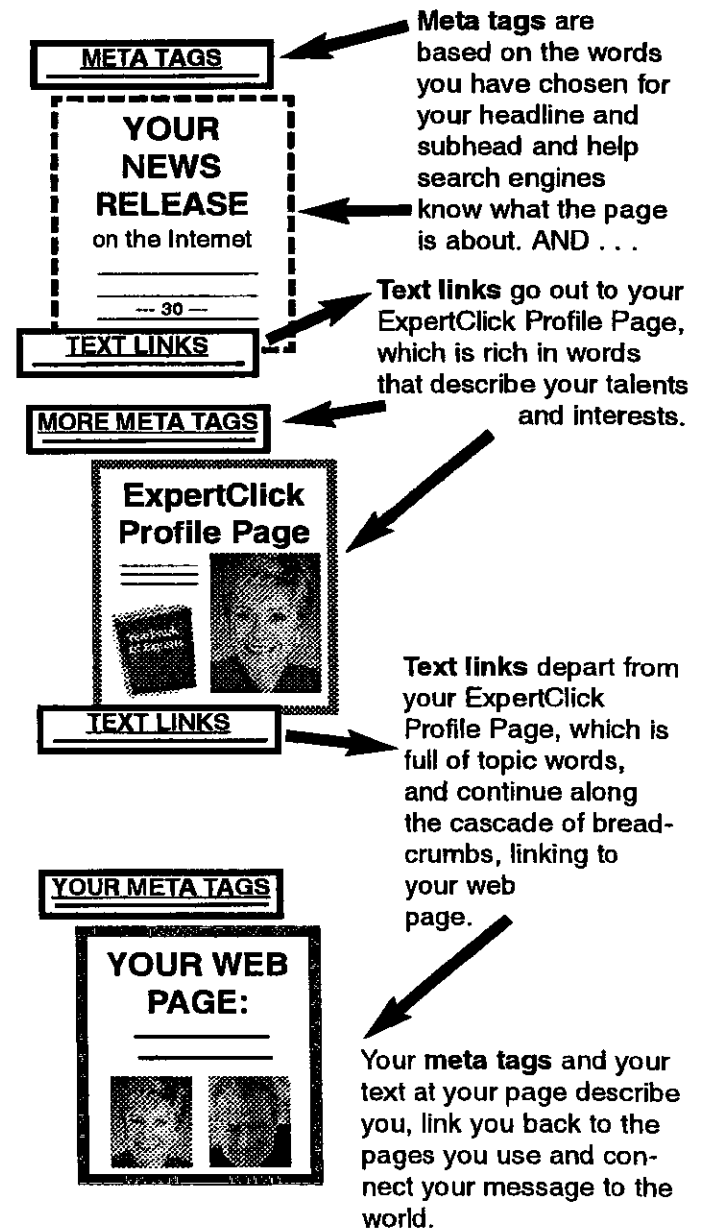 META TAGS
Meta tags are
based on the words
you have chosen for
your headline and
subhead and help
search engines
know what the page
is about. AND . . .
YOUR
NEWS
RELEASE
on the Internet
--- 30 ---
TEXT LINKS
Text links go out to your
ExpertClick Profile Page,
which is rich in words
that describe your talents
and interests.
MORE META TAGS
ExpertClick
Profile Page
Yearbook
of Experts
TEXT LINKS
Text links depart from
your ExpertClick
Profile Page, which is
full of topic words,
and continue along
the cascade of bread-
crumbs, linking to
your web
page.
YOUR META TAGS
YOUR WEB
PAGE:
Your meta tags and your
text at your page describe
you, link you back to the
pages you use and con-
nect your message to the
world.